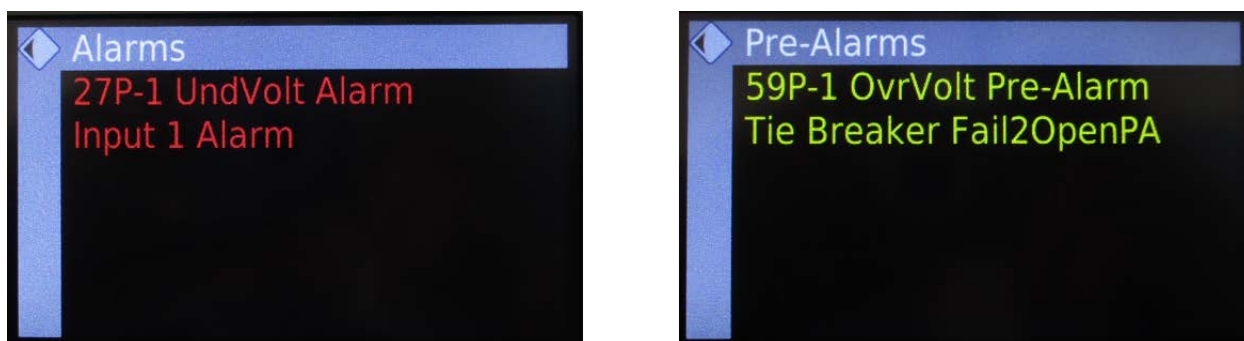 Alarms
27P-1 UndVolt Alarm
Input 1 Alarm
Pre-Alarms
59P-1 OvrVolt Pre-Alarm
Tie Breaker Fail2OpenPA